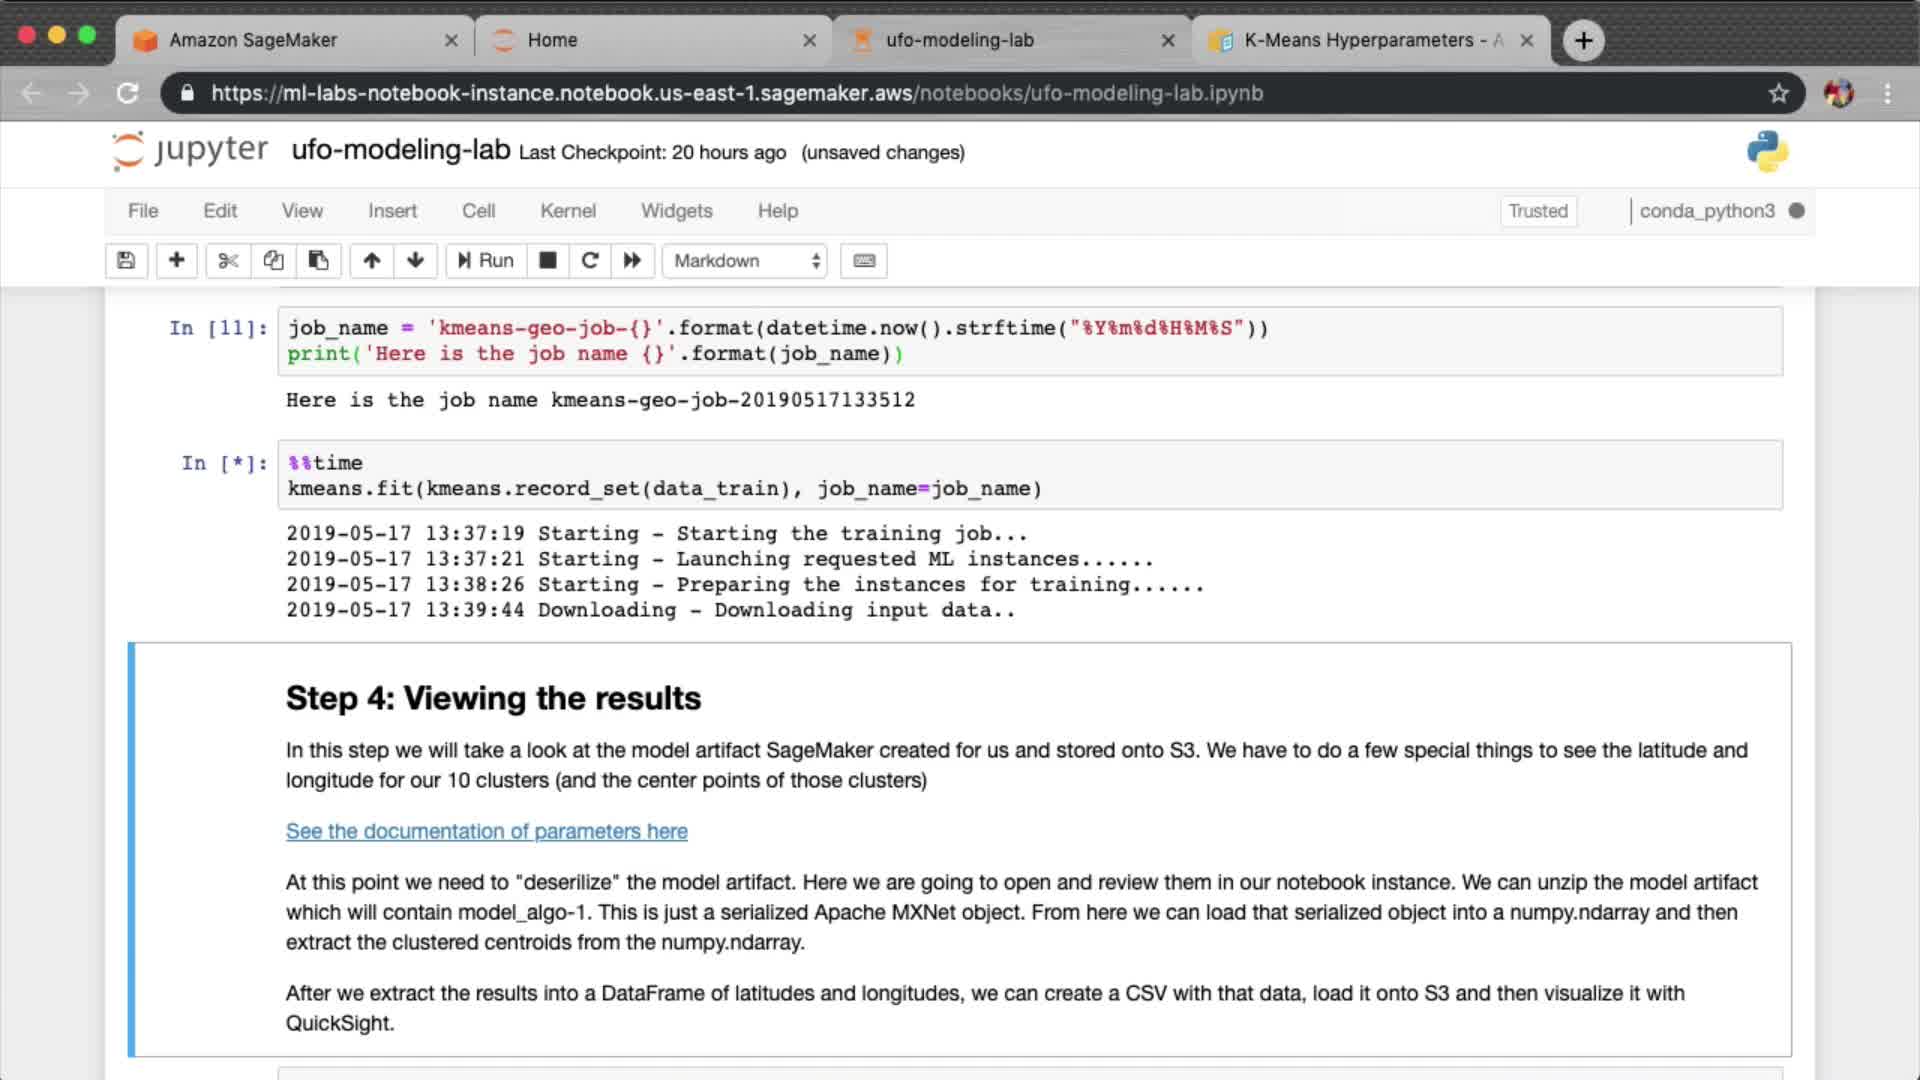 Amazon SageMaker
Home
ufo-modeling-lab
K-Means Hyperparameters - A
https://ml-labs-notebook-instance.notebook.us-east-1.sagemaker.aws/notebooks/ufo-modeling-lab.ipynb
jupyter ufo-modeling-lab Last Checkpoint: 20 hours ago (unsaved changes)
File Edit View Insert Cell Kernel Widgets Help Trusted conda_python3
Run Markdown
In [11]: job_name = 'kmeans-geo-job-{}'.format(datetime.now().strftime("%Y%m%d%H%M%S"))
print('Here is the job name {}'.format(job_name))
Here is the job name kmeans-geo-job-20190517133512
In [*]: %%time
kmeans.fit(kmeans.record_set(data_train), job_name=job_name)
2019-05-17 13:37:19 Starting - Starting the training job...
2019-05-17 13:37:21 Starting - Launching requested ML instances......
2019-05-17 13:38:26 Starting - Preparing the instances for training......
2019-05-17 13:39:44 Downloading - Downloading input data..
Step 4: Viewing the results
In this step we will take a look at the model artifact SageMaker created for us and stored onto S3. We have to do a few special things to see the latitude and
longitude for our 10 clusters (and the center points of those clusters)
See the documentation of parameters here
At this point we need to "deserilize" the model artifact. Here we are going to open and review them in our notebook instance. We can unzip the model artifact
which will contain model_algo-1. This is just a serialized Apache MXNet object. From here we can load that serialized object into a numpy.ndarray and then
extract the clustered centroids from the numpy.ndarray.
After we extract the results into a DataFrame of latitudes and longitudes, we can create a CSV with that data, load it onto S3 and then visualize it with
QuickSight.